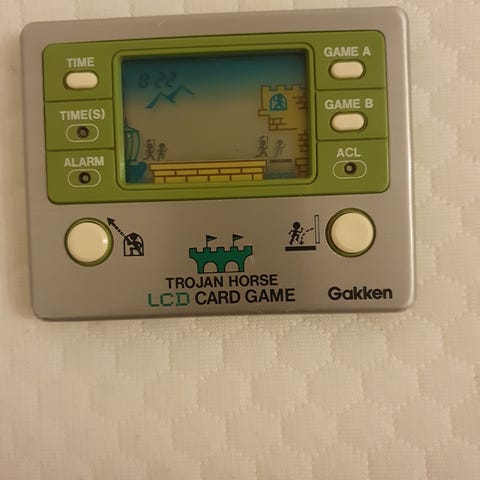 TIME
TIME(S)
ALARM
8:22
GAME A
GAME B
ACL
TROJAN HORSE
LCD CARD GAME
Gakken